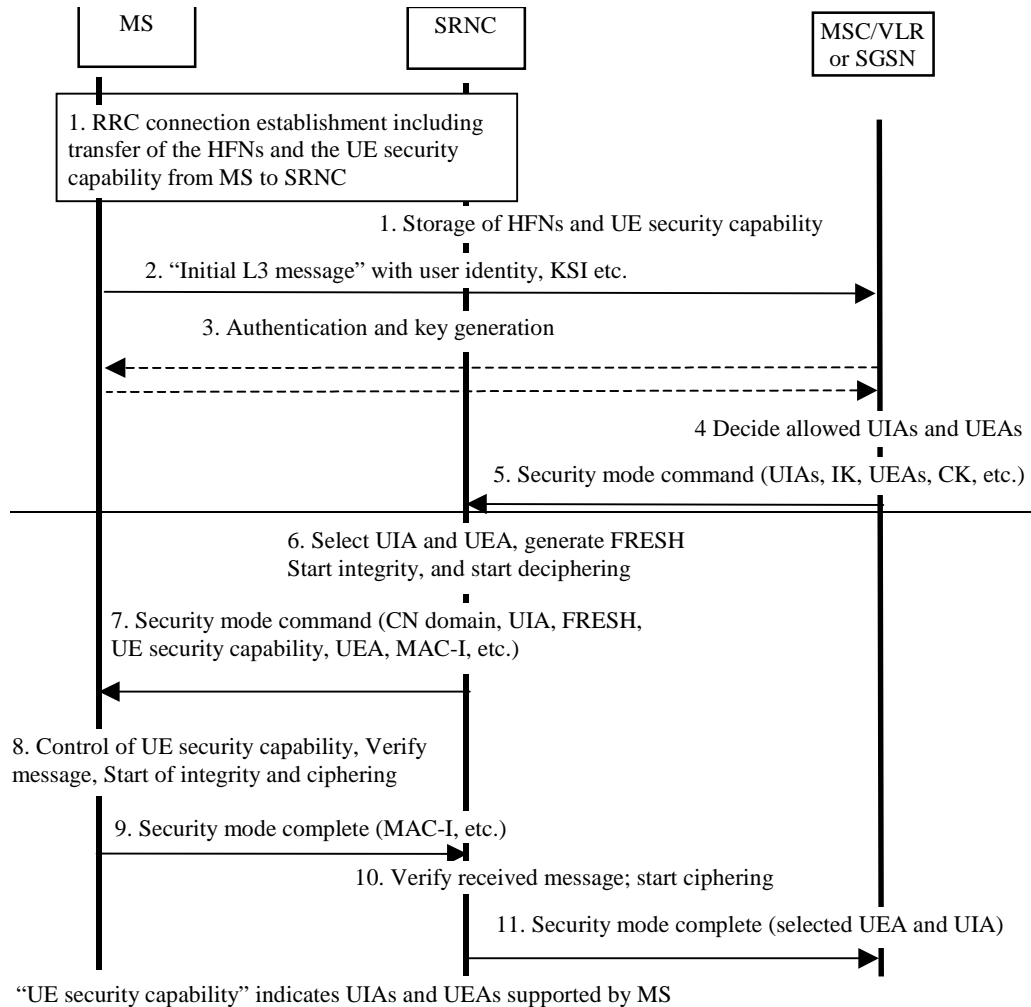 MS
SRNC
MSC/VLR
or SGSN
1. RRC connection establishment including
transfer of the HFNs and the UE security
capability from MS to SRNC
1. Storage of HFNs and UE security capability
2. “Initial L3 message” with user identity, KSI etc.
3. Authentication and key generation
4 Decide allowed UIAs and UEAs
5. Security mode command (UIAs, IK, UEAs, CK, etc.)
6. Select UIA and UEA, generate FRESH
Start integrity, and start deciphering
7. Security mode command (CN domain, UIA, FRESH,
UE security capability, UEA, MAC-I, etc.)
8. Control of UE security capability, Verify
message, Start of integrity and ciphering
9. Security mode complete (MAC-I, etc.)
10. Verify received message; start ciphering
11. Security mode complete (selected UEA and UIA)
“UE security capability” indicates UIAs and UEAs supported by MS